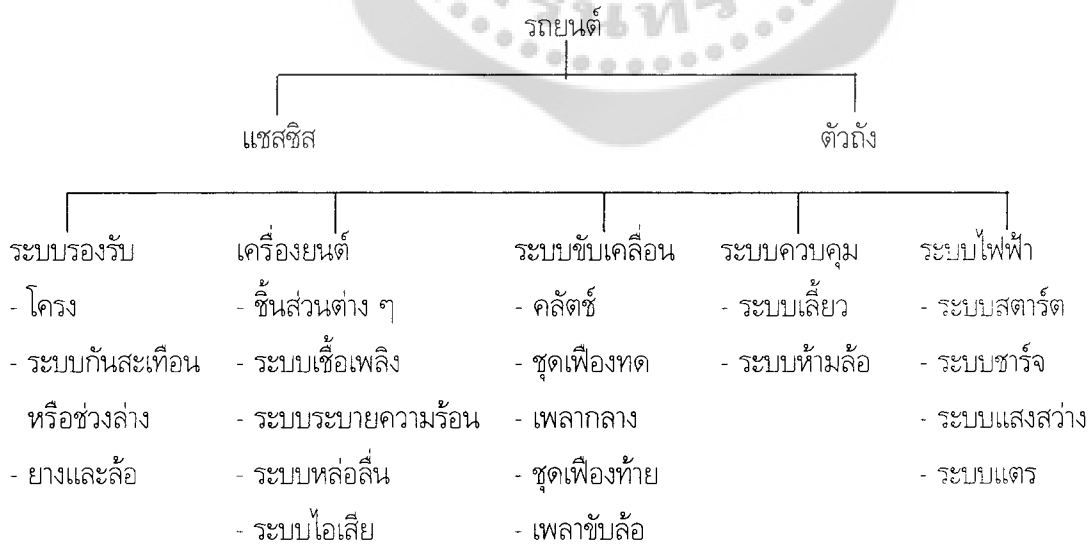 รถยนต์
แชสซิส ตัวถัง
ระบบรองรับ เครื่องยนต์ ระบบขับเคลื่อน ระบบควบคุม ระบบไฟฟ้า
- โครง - ชิ้นส่วนต่าง ๆ - คลัตช์ - ระบบเลี้ยว - ระบบสตาร์ต
- ระบบกันสะเทือน - ระบบเชื้อเพลิง - ชุดเฟืองทด - ระบบห้ามล้อ - ระบบชาร์จ
หรือช่วงล่าง - ระบบระบายความร้อน - เพลากลาง - ระบบแสงสว่าง
- ยางและล้อ - ระบบหล่อลื่น - ชุดเฟืองท้าย - ระบบแตร
- ระบบไอเสีย - เพลาขับล้อ